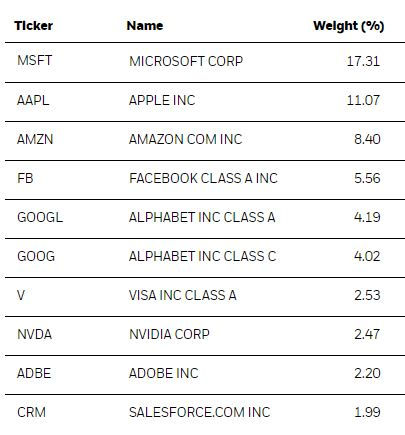 Ticker Name Weight (%)
MSFT MICROSOFT CORP 17.31
AAPL APPLE INC 11.07
AMZN AMAZON COM INC 8.40
FB FACEBOOK CLASS A INC 5.56
GOOGL ALPHABET INC CLASS A 4.19
GOOG ALPHABET INC CLASS C 4.02
V VISA INC CLASS A 2.53
NVDA NVIDIA CORP 2.47
ADBE ADOBE INC 2.20
CRM SALESFORCE.COM INC 1.99